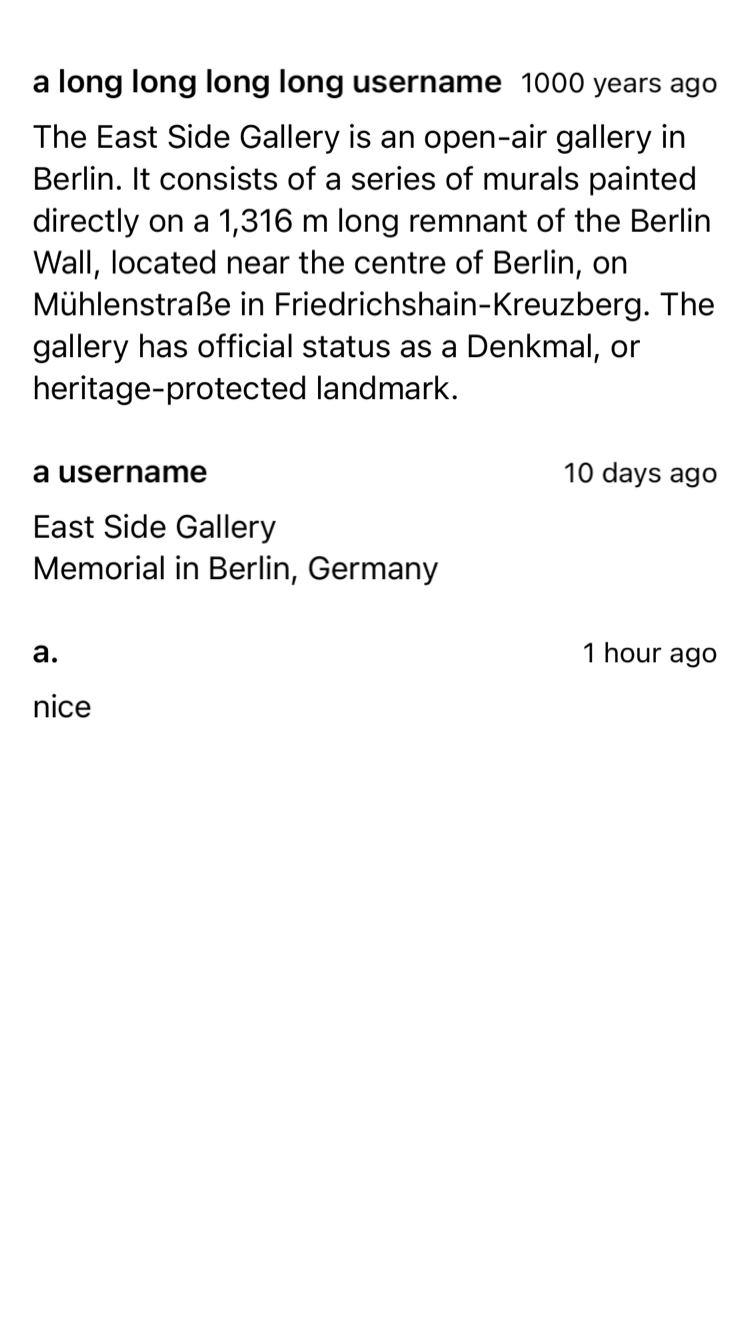 a long long long long username 1000 years ago
The East Side Gallery is an open-air gallery in
Berlin. It consists of a series of murals painted
directly on a 1,316 m long remnant of the Berlin
Wall, located near the centre of Berlin, on
Mühlenstraße in Friedrichshain-Kreuzberg. The
gallery has official status as a Denkmal, or
heritage-protected landmark.
a username 10 days ago
East Side Gallery
Memorial in Berlin, Germany
a. 1 hour ago
nice